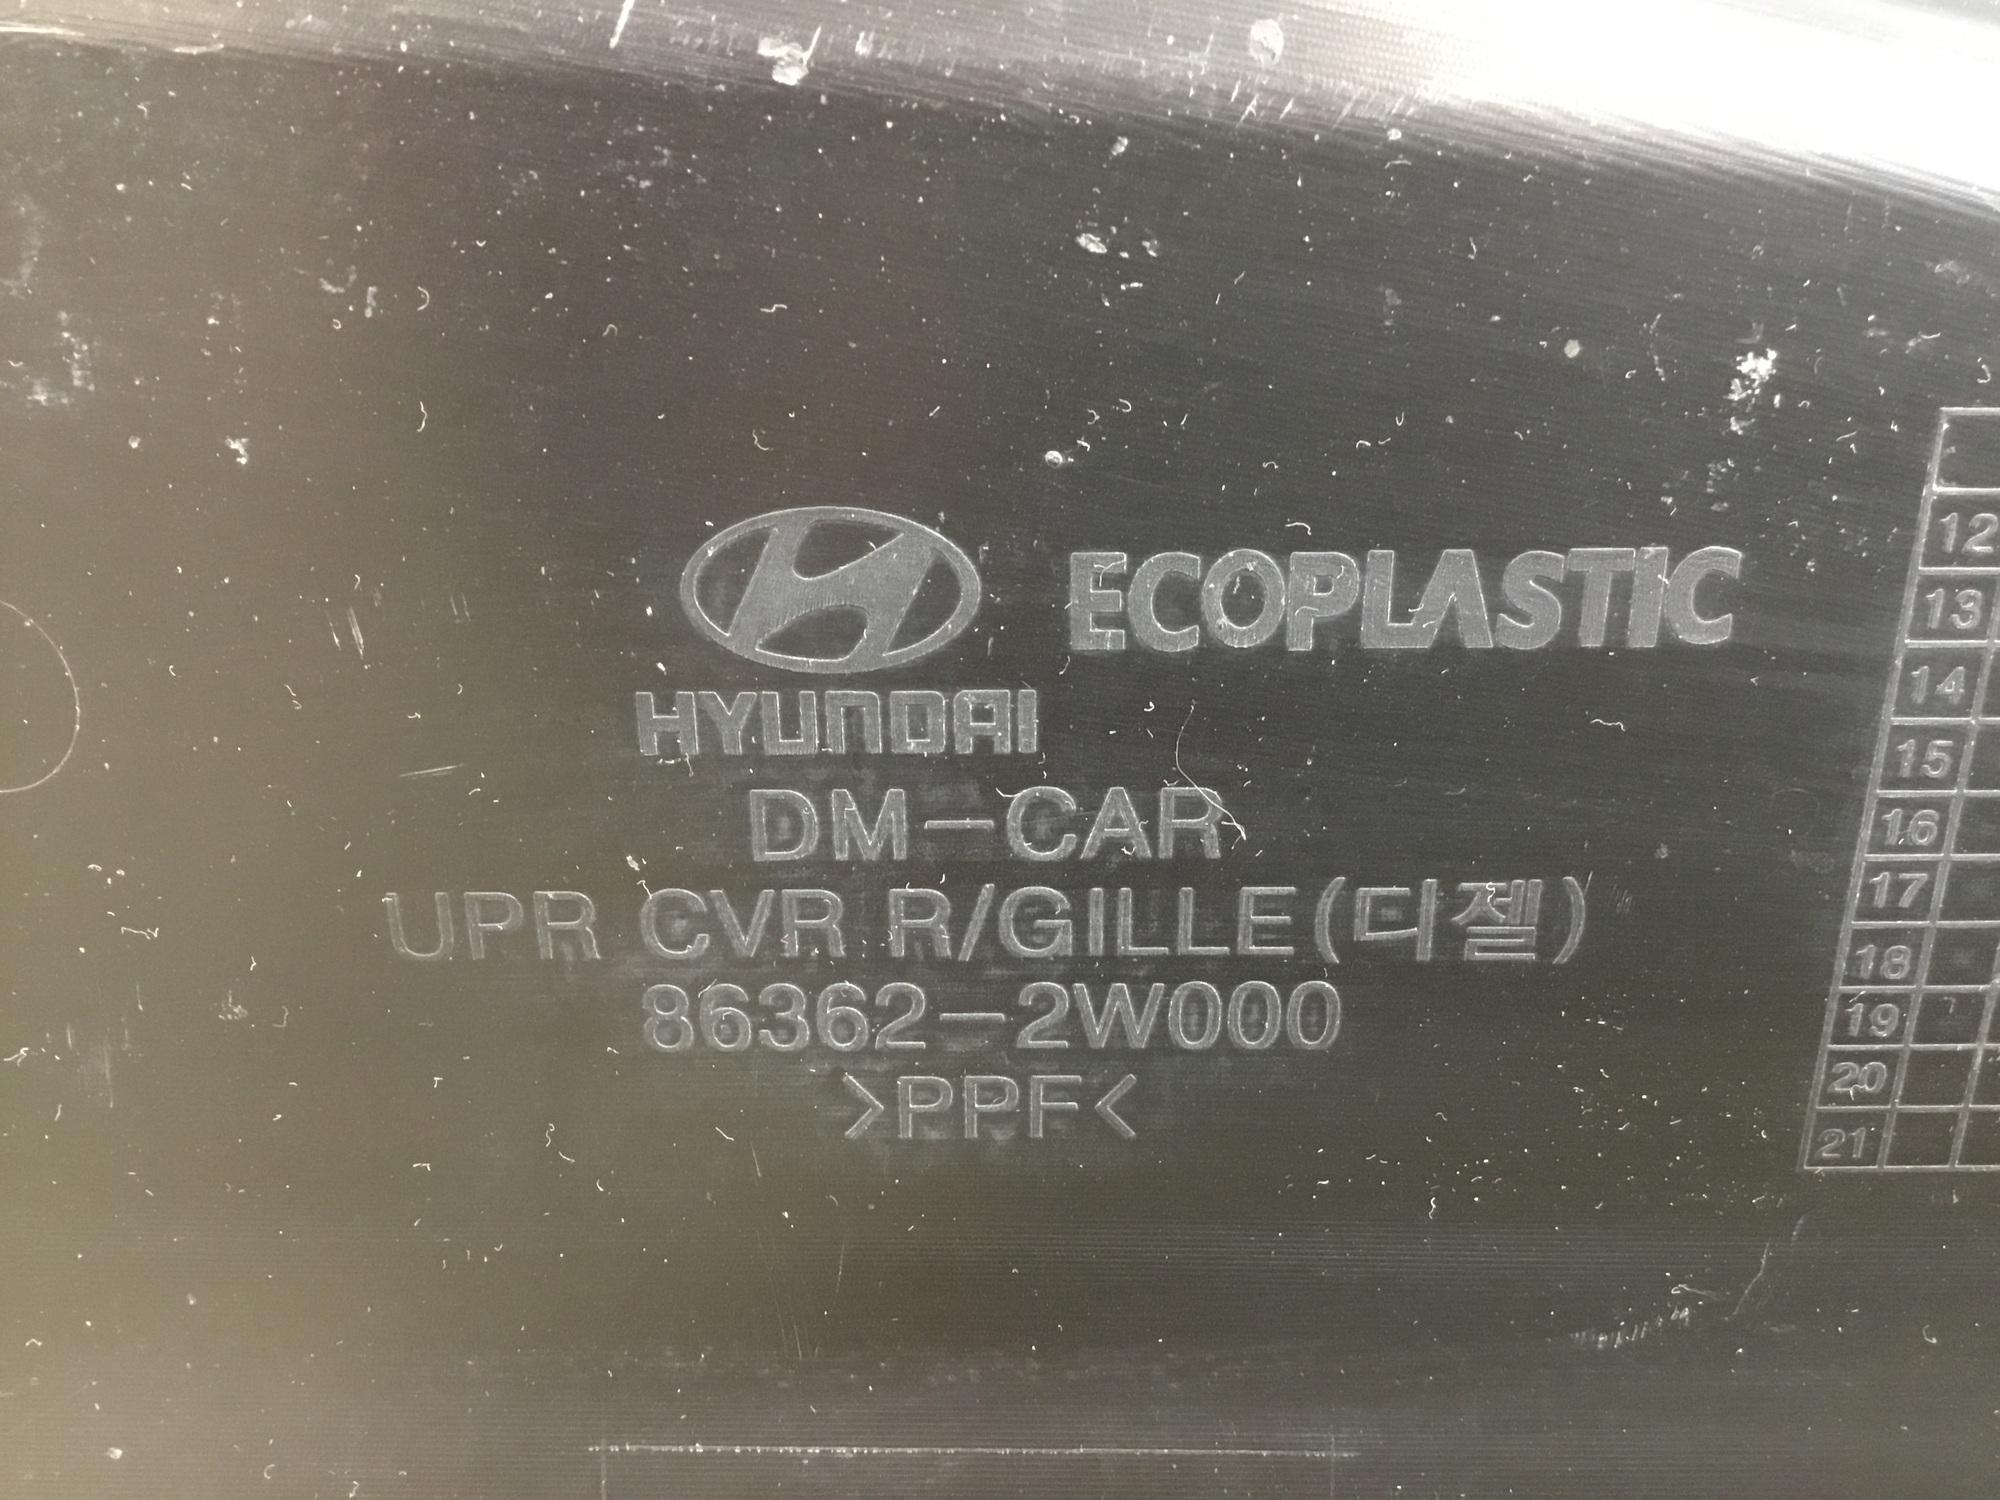 ECOPLASTIC
HYUNDAI
DM-CAR
UPR CVR R/GILLE(디젤)
86362-2W000
>PPF<
12
13
14
15
16
17
18
19
20
21